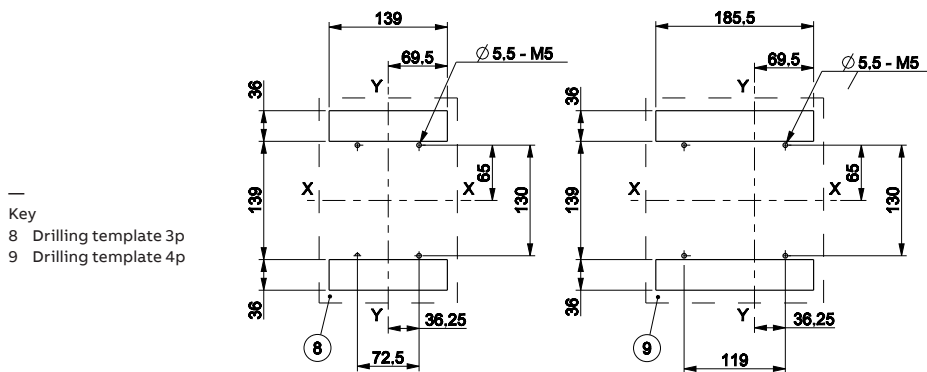 139
69,5
Ø 5,5 - M5
Y
36
139
36
X
X
65
130
Y
8
36,25
72,5
185,5
69,5
Ø 5,5 - M5
Y
36
139
36
X
X
65
130
Y
9
36,25
119
—
Key
8 Drilling template 3p
9 Drilling template 4p